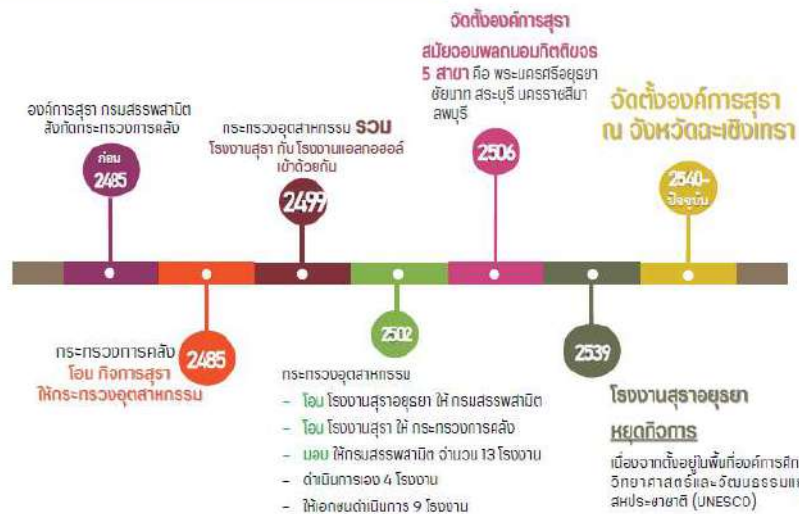 องค์การสุรา กรมสรรพสามิต
สังกัดกระทรวงการคลัง
ก่อน
2485
กระทรวงการคลัง
โอน กิจการสุรา
ให้กระทรวงอุตสาหกรรม
2485
กระทรวงอุตสาหกรรม รวม
โรงงานสุรา กับ โรงงานแอลกอฮอล์
เข้าด้วยกัน
2499
2502
กระทรวงอุตสาหกรรม
- โอน โรงงานสุราอยุธยา ให้ กรมสรรพสามิต
- โอน โรงงานสุรา ให้ กระทรวงการคลัง
- มอบ ให้กรมสรรพสามิต จำนวน 13 โรงงาน
- ดำเนินการเอง 4 โรงงาน
- ให้เอกชนดำเนินการ 9 โรงงาน
จัดตั้งองค์การสุรา
สมัยจอมพลถนอมกิตติขจร
5 สาขา คือ พระนครศรีอยุธยา
ชัยนาท สระบุรี นครราชสีมา
ลพบุรี
2506
2539
โรงงานสุราอยุธยา
หยุดกิจการ
เนื่องจากตั้งอยู่ในพื้นที่องค์การศึก
วิทยาศาสตร์และวัฒนธรรมแห
สหประชาชาติ (UNESCO)
จัดตั้งองค์การสุรา
ณ จังหวัดฉะเชิงเทรา
2540-
ปัจจุบัน